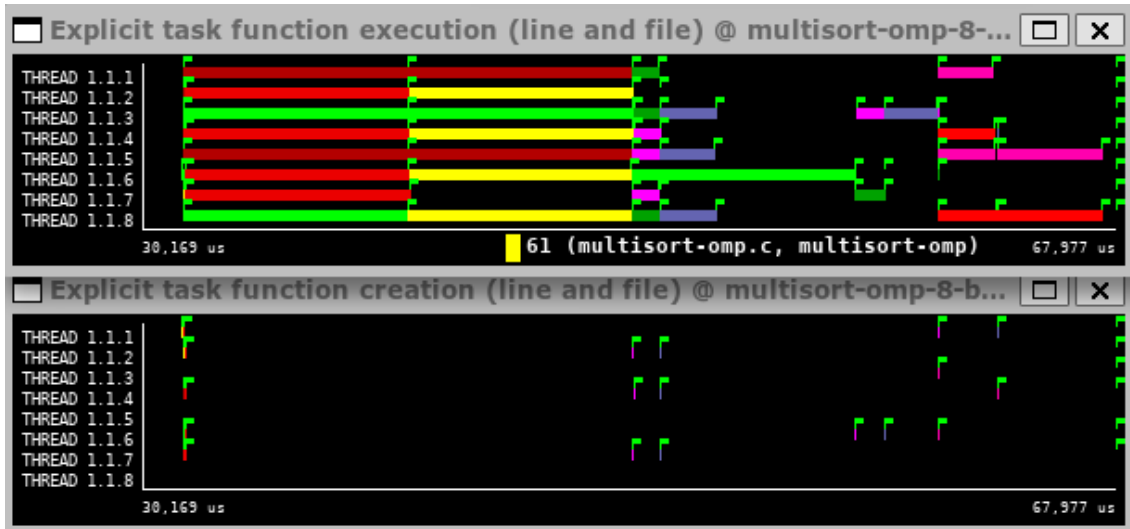 Explicit task function execution (line and file) @ multisort-omp-8-...
THREAD 1.1.1
THREAD 1.1.2
THREAD 1.1.3
THREAD 1.1.4
THREAD 1.1.5
THREAD 1.1.6
THREAD 1.1.7
THREAD 1.1.8
30,169 us
61 (multisort-omp.c, multisort-omp)
67,977 us
Explicit task function creation (line and file) @ multisort-omp-8-b...
THREAD 1.1.1
THREAD 1.1.2
THREAD 1.1.3
THREAD 1.1.4
THREAD 1.1.5
THREAD 1.1.6
THREAD 1.1.7
THREAD 1.1.8
30,169 us
67,977 us